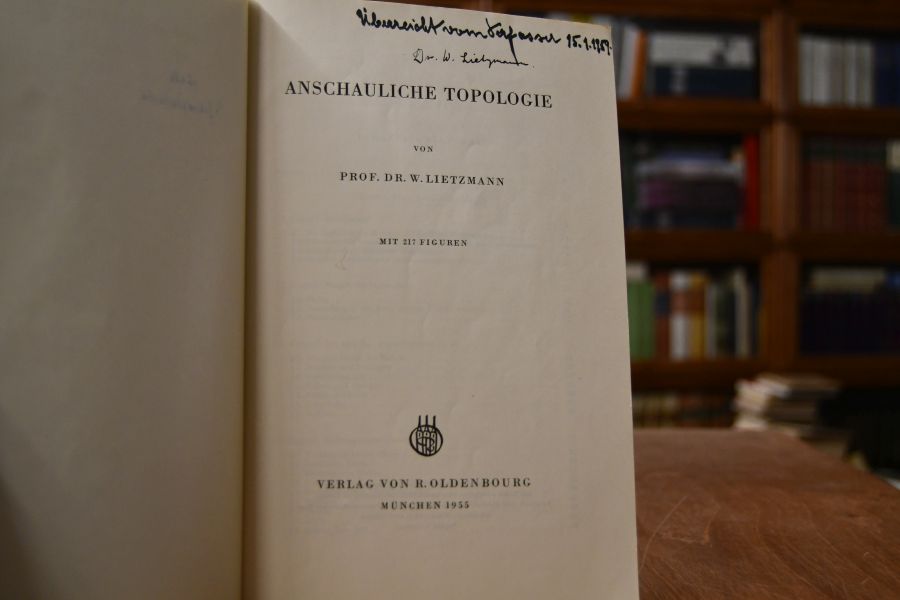 Überreicht vom Verfasser 15.1.1959.
Dr. W. Lietzmann.
ANSCHAULICHE TOPOLOGIE
VON
PROF. DR. W. LIETZMANN
MIT 217 FIGUREN
VERLAG VON R. OLDENBOURG
MÜNCHEN 1955